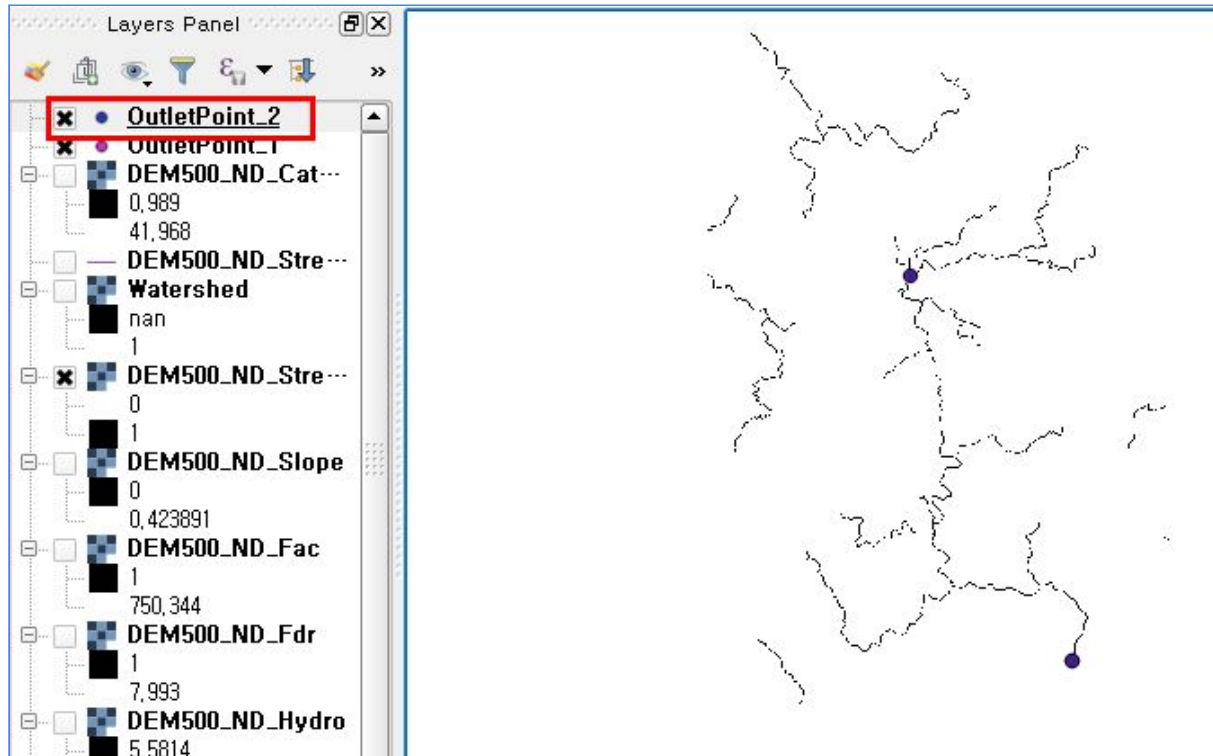 Layers Panel
»
OutletPoint_2
OutletPoint_1
DEM500_ND_Cat···
0,989
41,968
DEM500_ND_Stre···
Watershed
nan
1
DEM500_ND_Stre···
0
1
DEM500_ND_Slope
0
0,423891
DEM500_ND_Fac
1
750,344
DEM500_ND_Fdr
1
7,993
DEM500_ND_Hydro
5,5814